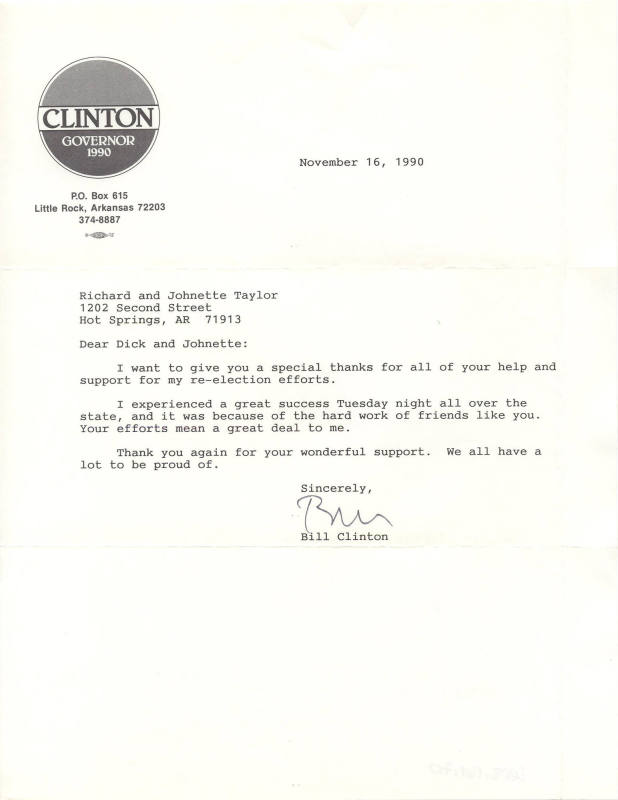 CLINTON
GOVERNOR
1990
P.O. Box 615
Little Rock, Arkansas 72203
374-8887
November 16, 1990
Richard and Johnette Taylor
1202 Second Street
Hot Springs, AR  71913
Dear Dick and Johnette:
I want to give you a special thanks for all of your help and
support for my re-election efforts.
I experienced a great success Tuesday night all over the
state, and it was because of the hard work of friends like you.
Your efforts mean a great deal to me.
Thank you again for your wonderful support.  We all have a
lot to be proud of.
Sincerely,
Bill
Bill Clinton